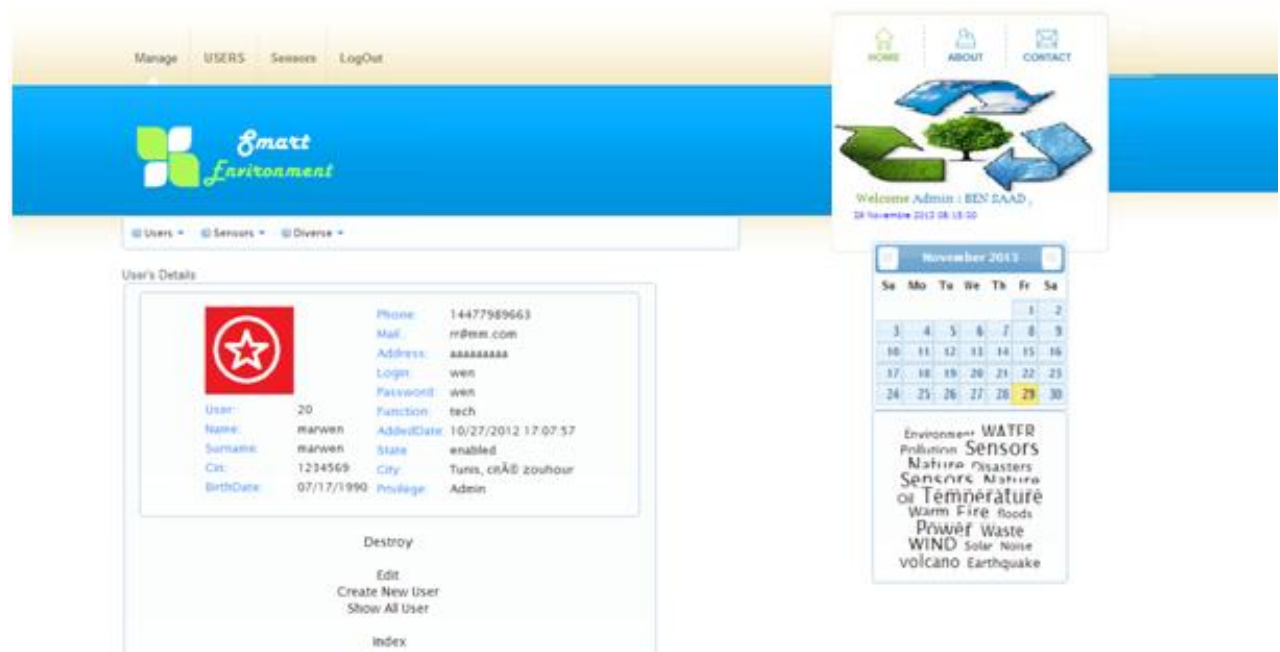 Manage USERS Sensors LogOut
HOME ABOUT CONTACT
Smart
Environment
Welcome Admin : BEN SAAD ,
Users Sensors Diverse
November 2013
User's Details
Su Mo Tu We Th Fr Sa
1 2
3 4 5 6 7 8 9
10 11 12 13 14 15 16
17 18 19 20 21 22 23
24 25 26 27 28 29 30
Phone: 14477989663
Mail: rr@mm.com
Address: aaaaaaaaa
Login: wen
Password: wen
User: 20 Function: tech
Name: marwen AddedDate: 10/27/2012 17:07:57
Surname: marwen State: enabled
Cin: 1234569 City: Tunis, citÃ© zouhour
BirthDate: 07/17/1990 Privilege: Admin
Environment WATER
Pollution Sensors
Nature Disasters
Sensors Nature
Oil Temperature
Warm Fire floods
Power Waste
WIND Solar Noise
volcano Earthquake
Destroy
Edit
Create New User
Show All User
Index